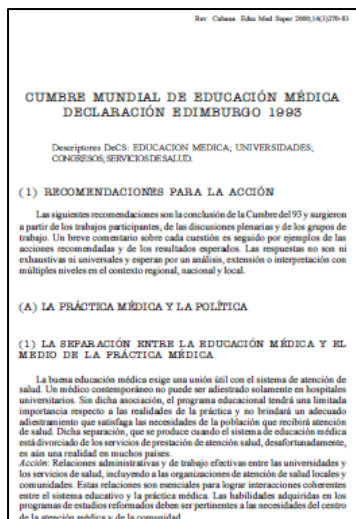 Rev Cubana Educ Med Super 2000;14(3)270-83
CUMBRE MUNDIAL DE EDUCACIÓN MÉDICA
DECLARACIÓN EDIMBURGO 1993
Descriptores DeCS: EDUCACION MEDICA; UNIVERSIDADES;
CONGRESOS; SERVICIOS DE SALUD.
(1) RECOMENDACIONES PARA LA ACCIÓN
Las siguientes recomendaciones son la conclusión de la Cumbre del 93 y surgieron
a partir de los trabajos participantes, de las discusiones plenarias y de los grupos de
trabajo. Un breve comentario sobre cada cuestión es seguido por ejemplos de las
acciones recomendadas y de los resultados esperados. Las respuestas no son ni
exhaustivas ni universales y esperan por un análisis, extensión o interpretación con
múltiples niveles en el contexto regional, nacional y local.
(A) LA PRÁCTICA MÉDICA Y LA POLÍTICA
(1) LA SEPARACIÓN ENTRE LA EDUCACIÓN MÉDICA Y EL
MEDIO DE LA PRÁCTICA MÉDICA
La buena educación médica exige una unión útil con el sistema de atención de
salud. Un médico contemporáneo no puede ser adiestrado solamente en hospitales
universitarios. Sin dicha asociación, el programa educacional tendrá una limitada
importancia respecto a las realidades de la práctica y no brindará un adecuado
adiestramiento que satisfaga las necesidades de la población que recibirá atención
de salud. Dicha separación, que se produce cuando el sistema de educación médica
está divorciado de los servicios de prestación de atención salud, desafortunadamente,
es aún una realidad en muchos países.
Acción: Relaciones administrativas y de trabajo efectivas entre las universidades y
los servicios de salud, incluyendo a las organizaciones de atención de salud locales y
comunidades. Estas relaciones son esenciales para lograr interacciones coherentes
entre el sistema educativo y la práctica médica. Las habilidades adquiridas en los
programas de estudios reformados deben ser pertinentes a las necesidades del centro
de la atención médica y de la comunidad.